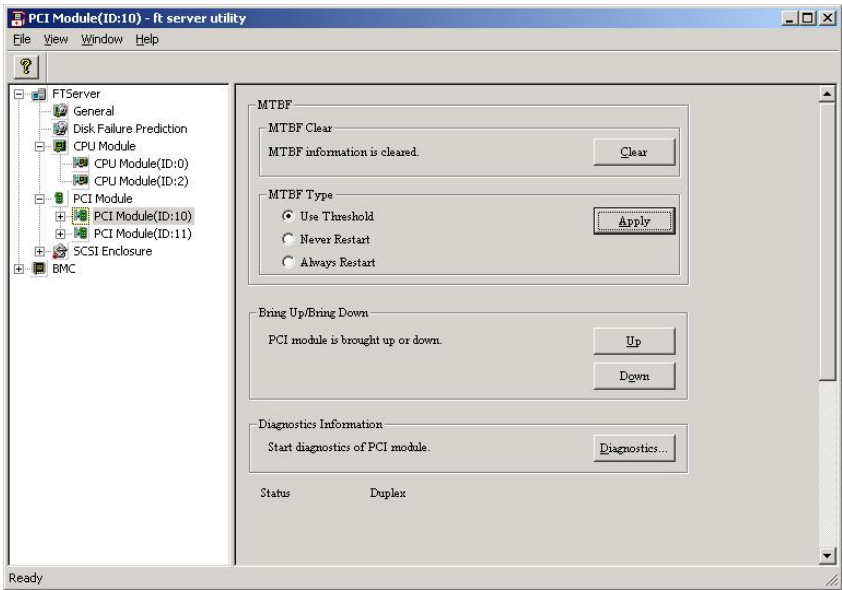 PCI Module(ID:10) - ft server utility
File View Window Help
FTServer
General
Disk Failure Prediction
CPU Module
CPU Module(ID:0)
CPU Module(ID:2)
PCI Module
PCI Module(ID:10)
PCI Module(ID:11)
SCSI Enclosure
BMC
MTBF
MTBF Clear
MTBF information is cleared.
Clear
MTBF Type
Use Threshold
Apply
Never Restart
Always Restart
Bring Up/Bring Down
PCI module is brought up or down.
Up
Down
Diagnostics Information
Start diagnostics of PCI module.
Diagnostics...
Status Duplex
Ready